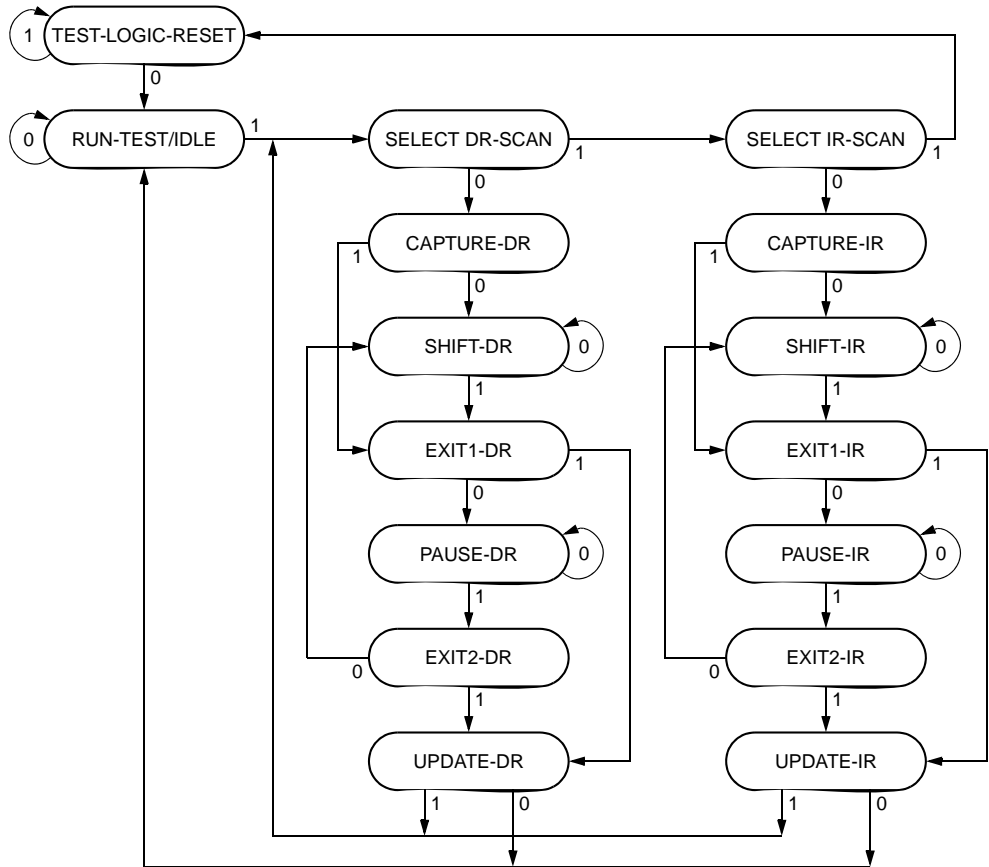 1 TEST-LOGIC-RESET
0
0 RUN-TEST/IDLE 1 SELECT DR-SCAN 1 SELECT IR-SCAN 1
0 0
CAPTURE-DR CAPTURE-IR
1 1
0 0
SHIFT-DR 0 SHIFT-IR 0
1 1
EXIT1-DR 1 EXIT1-IR 1
0 0
PAUSE-DR 0 PAUSE-IR 0
1 1
0 EXIT2-DR 0 EXIT2-IR
1 1
UPDATE-DR UPDATE-IR
1 0 1 0